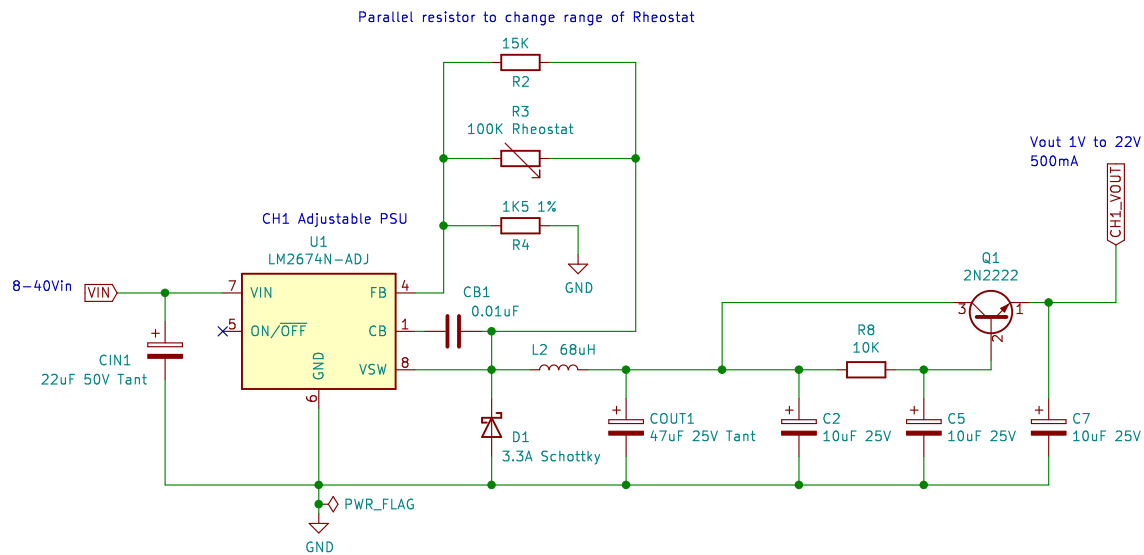 Parallel resistor to change range of Rheostat
15K
R2
R3
100K Rheostat
1K5 1%
R4
GND
CH1 Adjustable PSU
U1
LM2674N-ADJ
8-40Vin
VIN
7
VIN
5
ON/OFF
GND
6
FB
4
CB
1
VSW
8
CB1
0.01uF
CIN1
22uF 50V Tant
L2 68uH
D1
3.3A Schottky
COUT1
47uF 25V Tant
C2
10uF 25V
R8
10K
C5
10uF 25V
Q1
2N2222
3
1
2
C7
10uF 25V
Vout 1V to 22V
500mA
CH1_VOUT
PWR_FLAG
GND